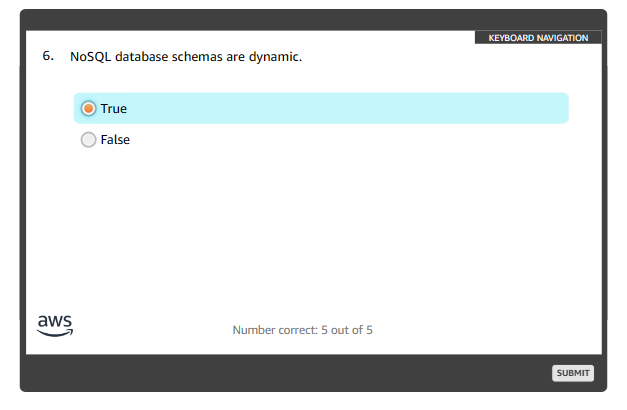 KEYBOARD NAVIGATION
6. NoSQL database schemas are dynamic.
True
False
aws
Number correct: 5 out of 5
SUBMIT